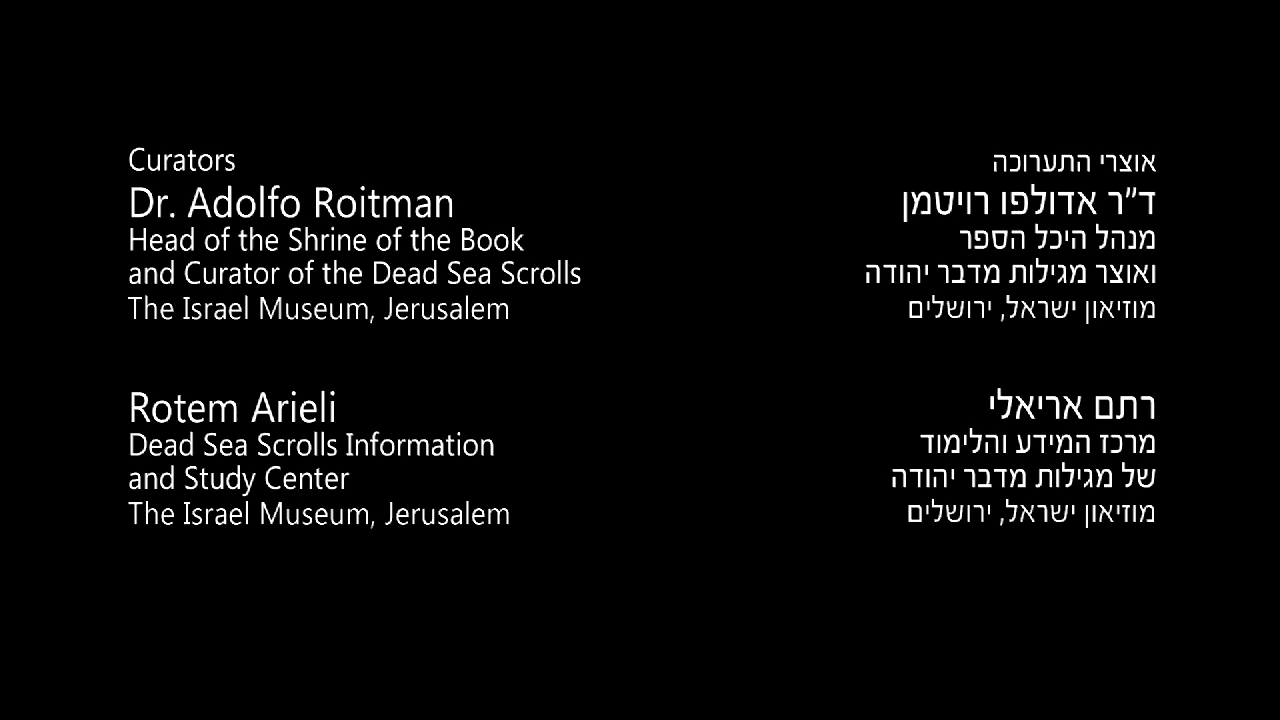 Curators
Dr. Adolfo Roitman
Head of the Shrine of the Book
and Curator of the Dead Sea Scrolls
The Israel Museum, Jerusalem
Rotem Arieli
Dead Sea Scrolls Information
and Study Center
The Israel Museum, Jerusalem
אוצרי התערוכה
ד״ר אדולפו רויטמן
מנהל היכל הספר
ואוצר מגילות מדבר יהודה
מוזיאון ישראל, ירושלים
רתם אריאלי
מרכז המידע והלימוד
של מגילות מדבר יהודה
מוזיאון ישראל, ירושלים